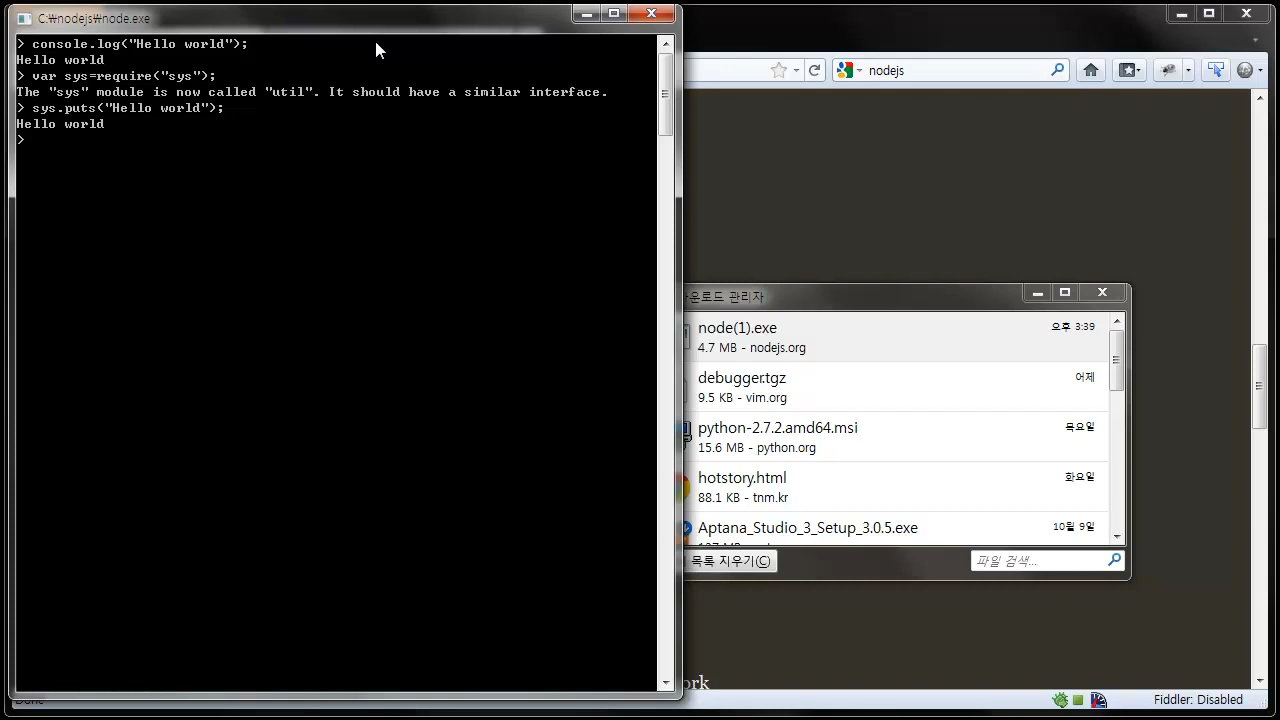 C:₩nodejs₩node.exe
> console.log("Hello world");
Hello world
> var sys=require("sys");
The "sys" module is now called "util". It should have a similar interface.
> sys.puts("Hello world");
Hello world
>
nodejs
운로드 관리자
node(1).exe
오후 3:39
4.7 MB - nodejs.org
debugger.tgz
어제
9.5 KB - vim.org
python-2.7.2.amd64.msi
목요일
15.6 MB - python.org
hotstory.html
화요일
88.1 KB - tnm.kr
Aptana_Studio_3_Setup_3.0.5.exe
10월 9일
목록 지우기(C)
파일 검색...
ork
Fiddler: Disabled